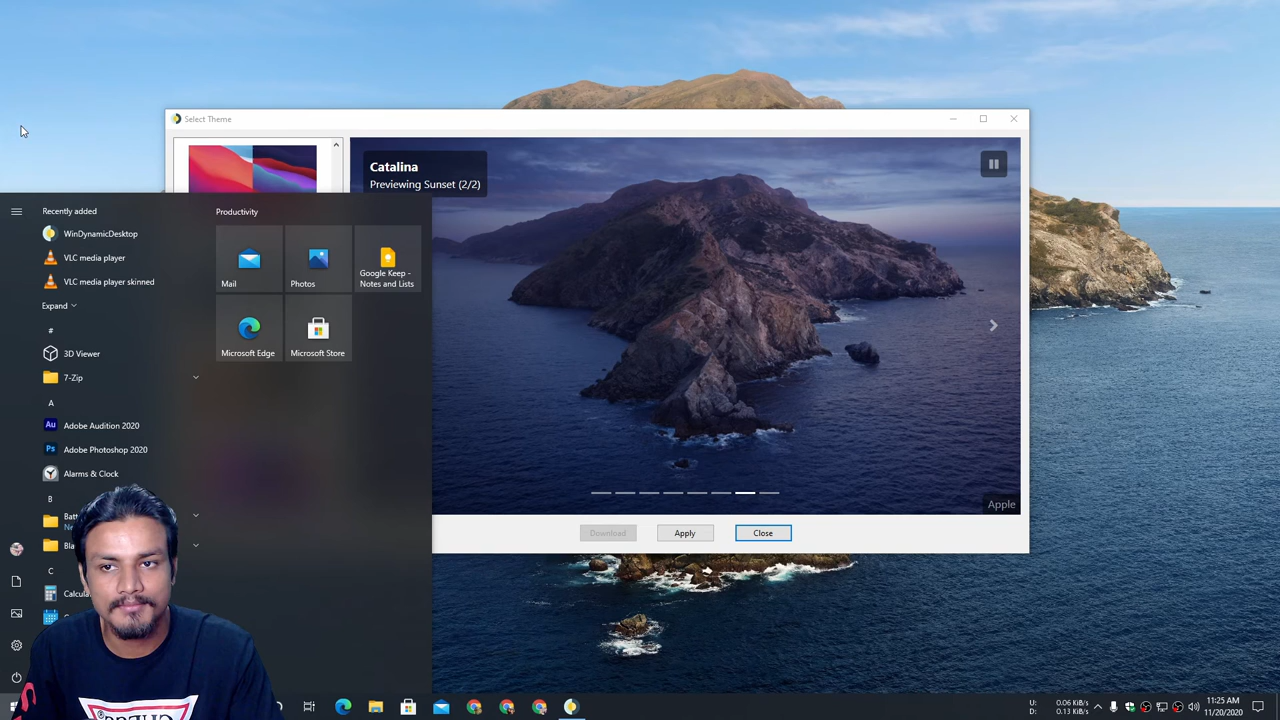 Select Theme
Catalina
Previewing Sunset (2/2)
Apple
Download
Apply
Close
Recently added
WinDynamicDesktop
VLC media player
VLC media player skinned
Expand
#
3D Viewer
7-Zip
A
Au
Adobe Audition 2020
Ps
Adobe Photoshop 2020
Alarms & Clock
B
C
Productivity
Mail
Photos
Google Keep -
Notes and Lists
Microsoft Edge
Microsoft Store
U: 0.06 KiB/s
D: 0.13 KiB/s
11:25 AM
11/20/2020